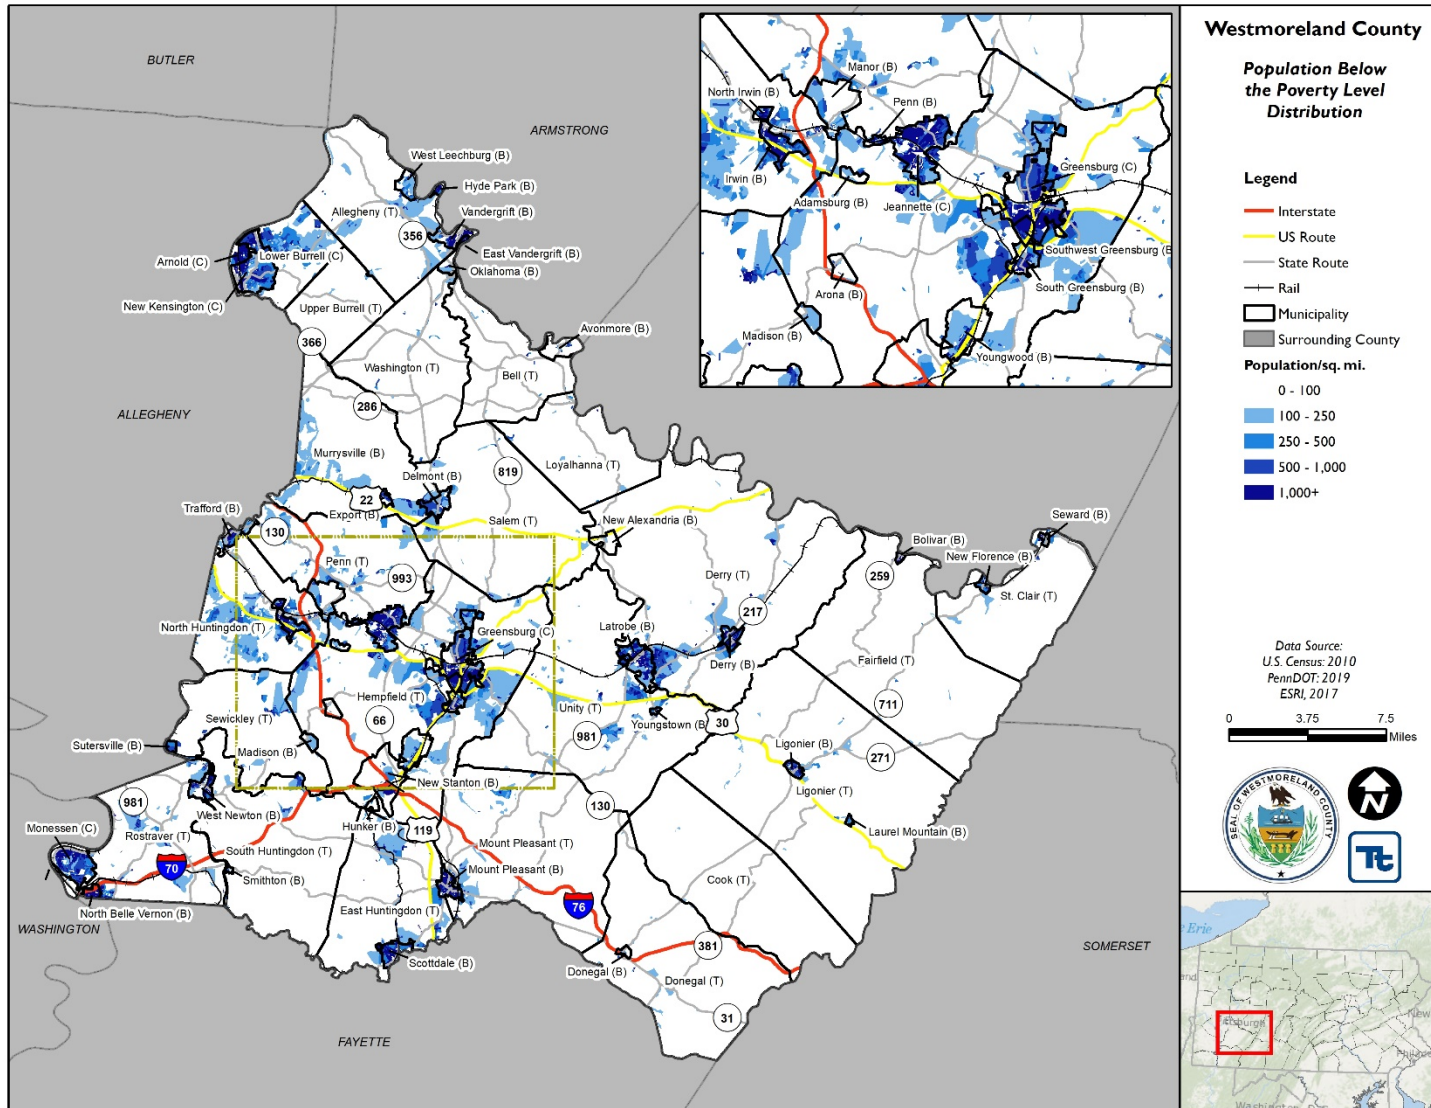 Westmoreland County
Population Below
the Poverty Level
Distribution
Legend
Interstate
US Route
State Route
Rail
Municipality
Surrounding County
Population/sq. mi.
0 - 100
100 - 250
250 - 500
500 - 1,000
1,000+
Data Source:
U.S. Census: 2010
PennDOT: 2019
ESRI, 2017
0 3.75 7.5
Miles
SEAL OF WESTMORELAND COUNTY
N
Tt
BUTLER
ARMSTRONG
West Leechburg (B)
Hyde Park (B)
Allegheny (T)
Vandergrift (B)
356
East Vandergrift (B)
Arnold (C)
Lower Burrell (C)
Oklahoma (B)
New Kensington (C)
Upper Burrell (T)
366
Avonmore (B)
Washington (T)
Bell (T)
286
ALLEGHENY
Murrysville (B)
Delmont (B)
819
Loyalhanna (T)
22
Trafford (B)
Export (B)
Salem (T)
New Alexandria (B)
130
Seward (B)
Bolivar (B)
New Florence (B)
Penn (T)
993
Derry (T)
259
St. Clair (T)
217
North Huntingdon (T)
Greensburg (C)
Latrobe (B)
Derry (B)
Fairfield (T)
Hempfield (T)
Sewickley (T)
66
Unity (T)
Youngstown (B)
30
711
981
Sutersville (B)
Madison (B)
Ligonier (B)
271
New Stanton (B)
Ligonier (T)
981
West Newton (B)
Hunker (B)
119
130
Laurel Mountain (B)
Monessen (C)
Rostraver (T)
South Huntingdon (T)
Mount Pleasant (T)
70
Smithton (B)
Mount Pleasant (B)
Cook (T)
North Belle Vernon (B)
East Huntingdon (T)
76
WASHINGTON
Scottdale (B)
Donegal (B)
381
Donegal (T)
SOMERSET
31
FAYETTE
Manor (B)
North Irwin (B)
Penn (B)
Irwin (B)
Adamsburg (B)
Jeannette (C)
Greensburg (C)
Southwest Greensburg (B
South Greensburg (B)
Arona (B)
Madison (B)
Youngwood (B)
Erie